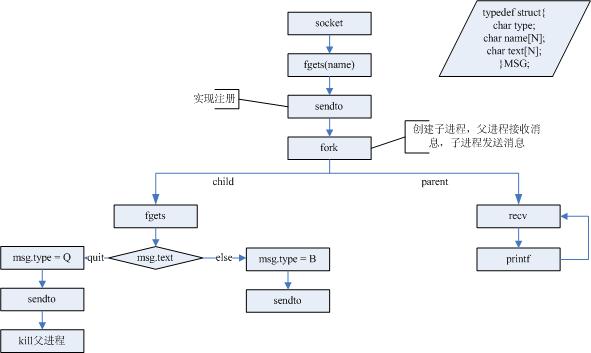 socket
typedef struct{
char type;
char name[N];
char text[N];
}MSG;
fgets(name)
实现注册
sendto
创建子进程，父进程接收消
息，子进程发送消息
fork
child
parent
fgets
recv
msg.type = Q
quit
msg.text
else
msg.type = B
printf
sendto
sendto
kill父进程